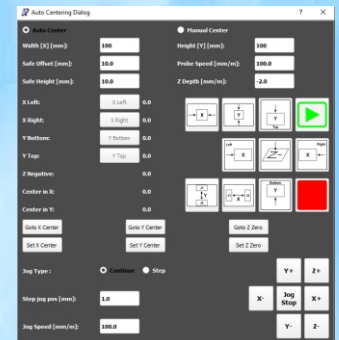 Auto Centering Dialog ? ×
Auto Center Manual Center
Width [X] [mm]: 100 Height [Y] [mm]: 100
Safe Offset [mm]: 10.0 Probe Speed [mm/m]: 100.0
Safe Height [mm]: 10.0 Z Depth [mm/m]: -2.0
X Left: X Left 0.0
X Right: X Right 0.0
Y Bottom: Y Bottom 0.0
Y Top: Y Top 0.0
Z Negative: 0.0
Center in X: 0.0
Center in Y: 0.0
X Y Y Top
Left X Z- X Right
Y X Bottom Y
Goto X Center Goto Y Center Goto Z Zero
Set X Center Set Y Center Set Z Zero
Jog Type : Continue Step
Step jog pos [mm]: 1.0
Jog Speed [mm/m]: 100.0
Y+ Z+
X- Jog Stop X+
Y- Z-